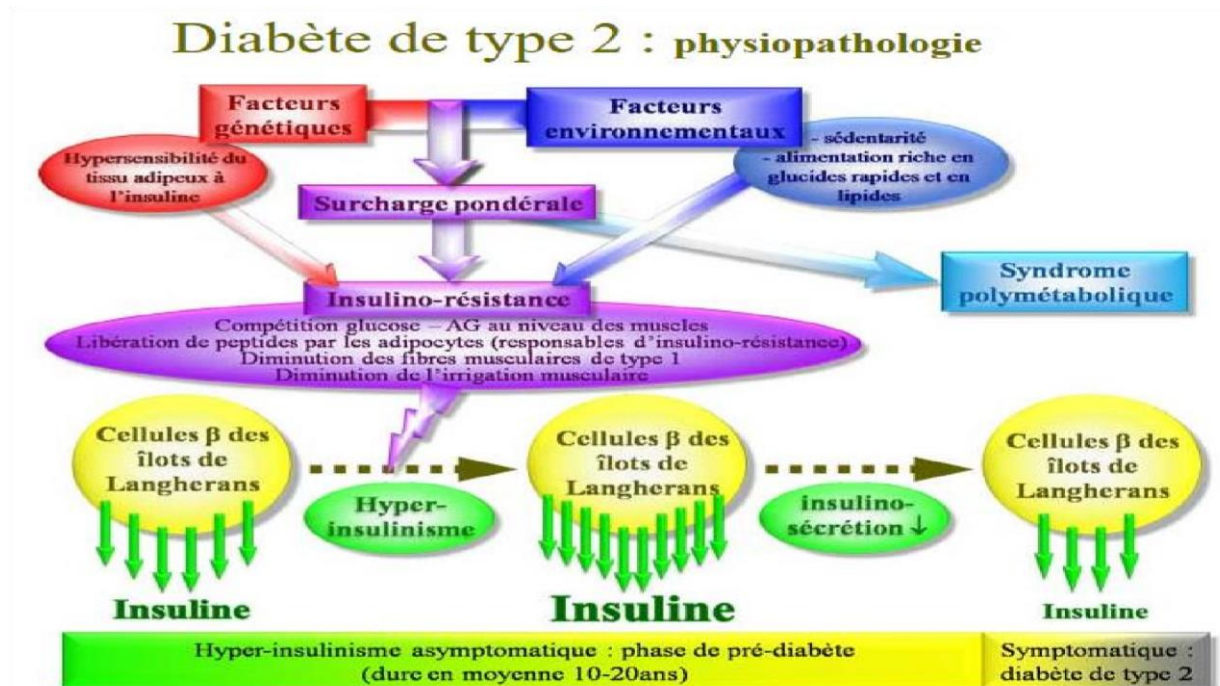 Diabète de type 2 : physiopathologie
Facteurs
génétiques
Facteurs
environnementaux
Hypersensibilité du
tissu adipeux à
l'insuline
- sédentarité
- alimentation riche en
glucides rapides et en
lipides
Surcharge pondérale
Syndrome
polymétabolique
Insulino-résistance
Compétition glucose – AG au niveau des muscles
Libération de peptides par les adipocytes (responsables d'insulino-résistance)
Diminution des fibres musculaires de type 1
Diminution de l'irrigation musculaire
Cellules β des
îlots de
Langherans
Hyper-
insulinisme
Cellules β des
îlots de
Langherans
insulino-
sécrétion ↓
Cellules β des
îlots de
Langherans
Insuline
Insuline
Insuline
Hyper-insulinisme asymptomatique : phase de pré-diabète
(dure en moyenne 10-20ans)
Symptomatique :
diabète de type 2